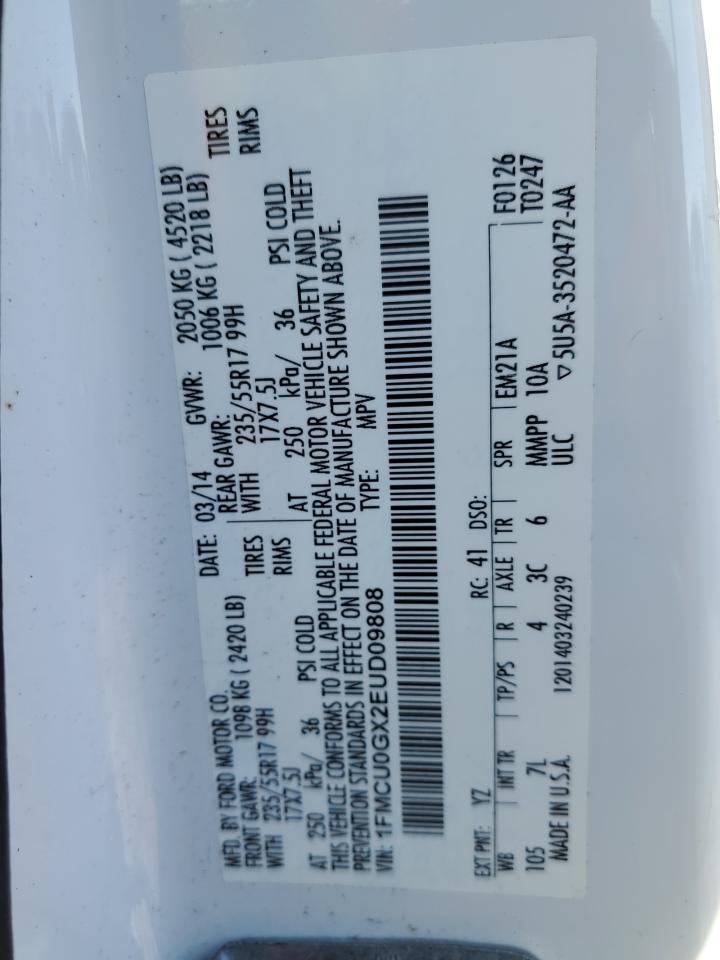 MFD. BY FORD MOTOR CO.
DATE: 03/14 GVWR: 2050 KG ( 4520 LB)
FRONT GAWR: 1098 KG ( 2420 LB) REAR GAWR: 1006 KG ( 2218 LB)
WITH 235/55R17 99H TIRES WITH 235/55R17 99H TIRES
17X7.5J RIMS 17X7.5J RIMS
AT 250 kPa/ 36 PSI COLD AT 250 kPa/ 36 PSI COLD
THIS VEHICLE CONFORMS TO ALL APPLICABLE FEDERAL MOTOR VEHICLE SAFETY AND THEFT
PREVENTION STANDARDS IN EFFECT ON THE DATE OF MANUFACTURE SHOWN ABOVE.
VIN: 1FMCU0GX2EUD09808 TYPE: MPV
EXT PNT: YZ RC: 41 DSO:
WB INT TR TP/PS R AXLE TR SPR EM21A F0126
105 7L 4 3C 6 MMPP 10A T0247
MADE IN U.S.A. 1201403240239 ULC ▽5U5A-3520472-AA